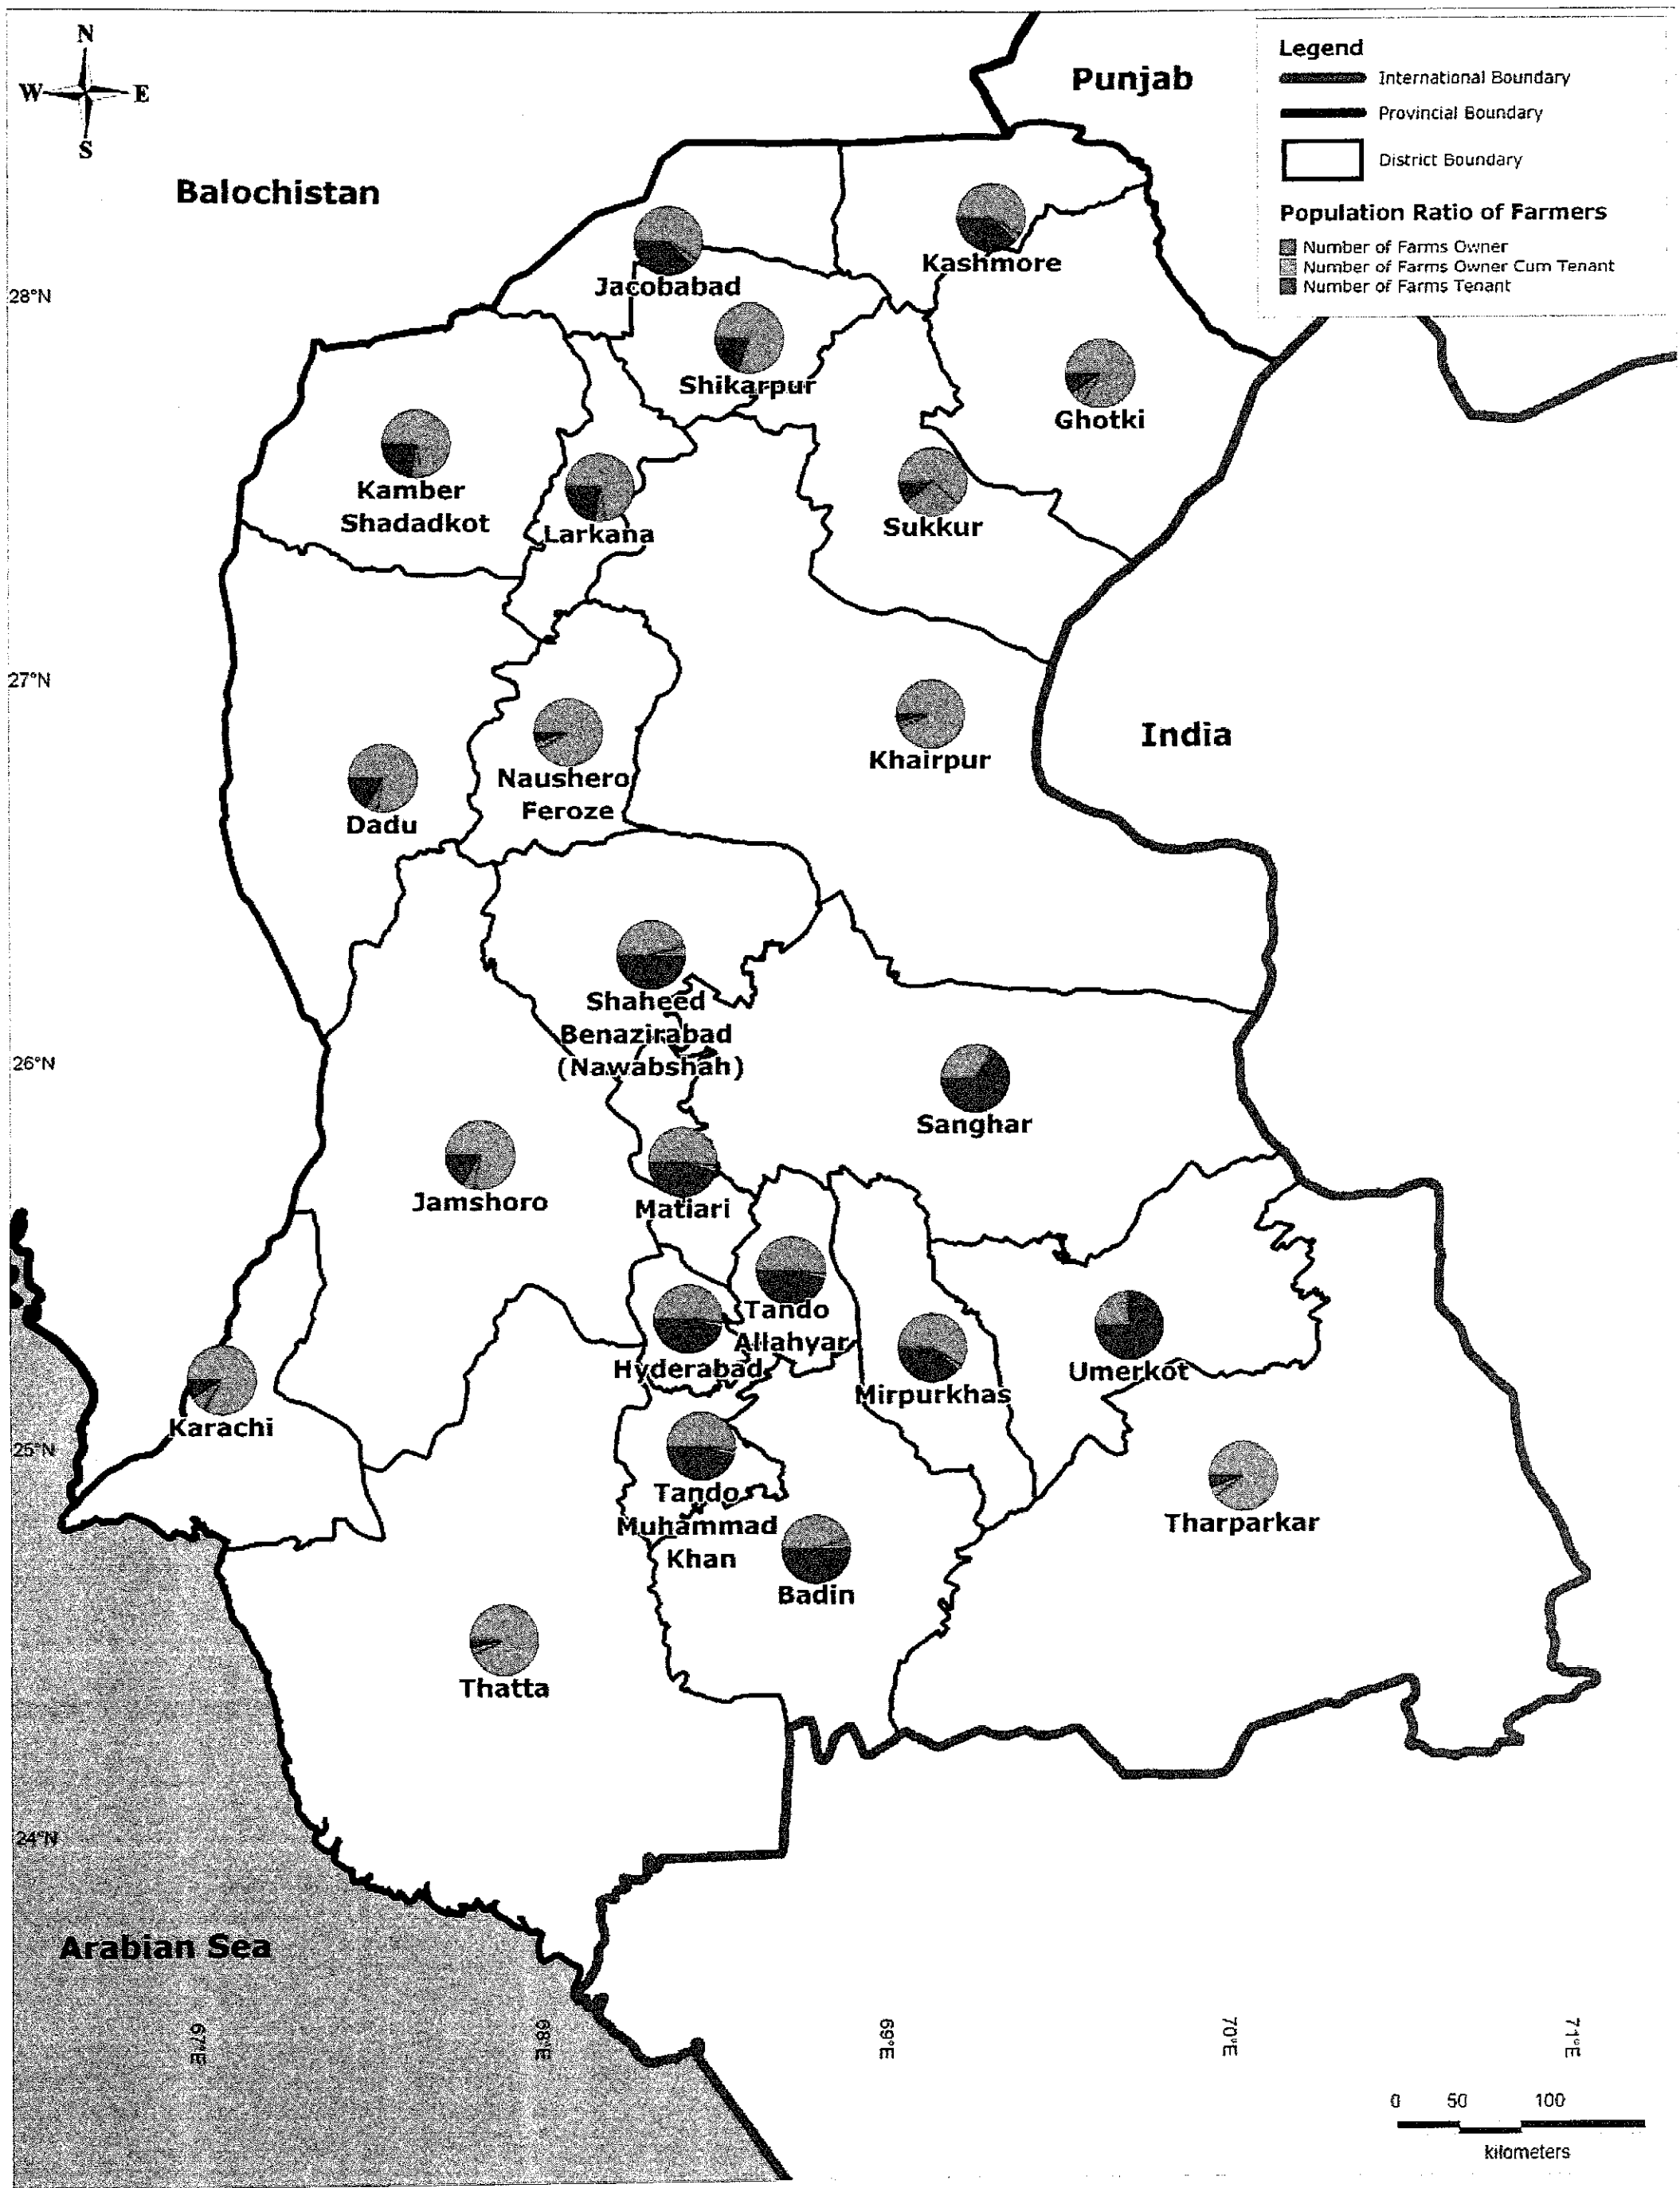 N
W E
S
Punjab
Balochistan
Legend
International Boundary
Provincial Boundary
District Boundary
Population Ratio of Farmers
Number of Farms Owner
Number of Farms Owner Cum Tenant
Number of Farms Tenant
28°N
Jacobabad
Kashmore
Shikarpur
Ghotki
Kamber
Shadadkot
Larkana
Sukkur
27°N
Naushero
Feroze
Khairpur
India
Dadu
Shaheed
Benazirabad
(Nawabshah)
26°N
Sanghar
Jamshoro
Matiari
Tando
Allahyar
Hyderabad
Mirpurkhas
Umerkot
Karachi
25°N
Tando
Muhammad
Khan
Tharparkar
Badin
Thatta
24°N
Arabian Sea
67°E
68°E
69°E
70°E
71°E
0 50 100
kilometers